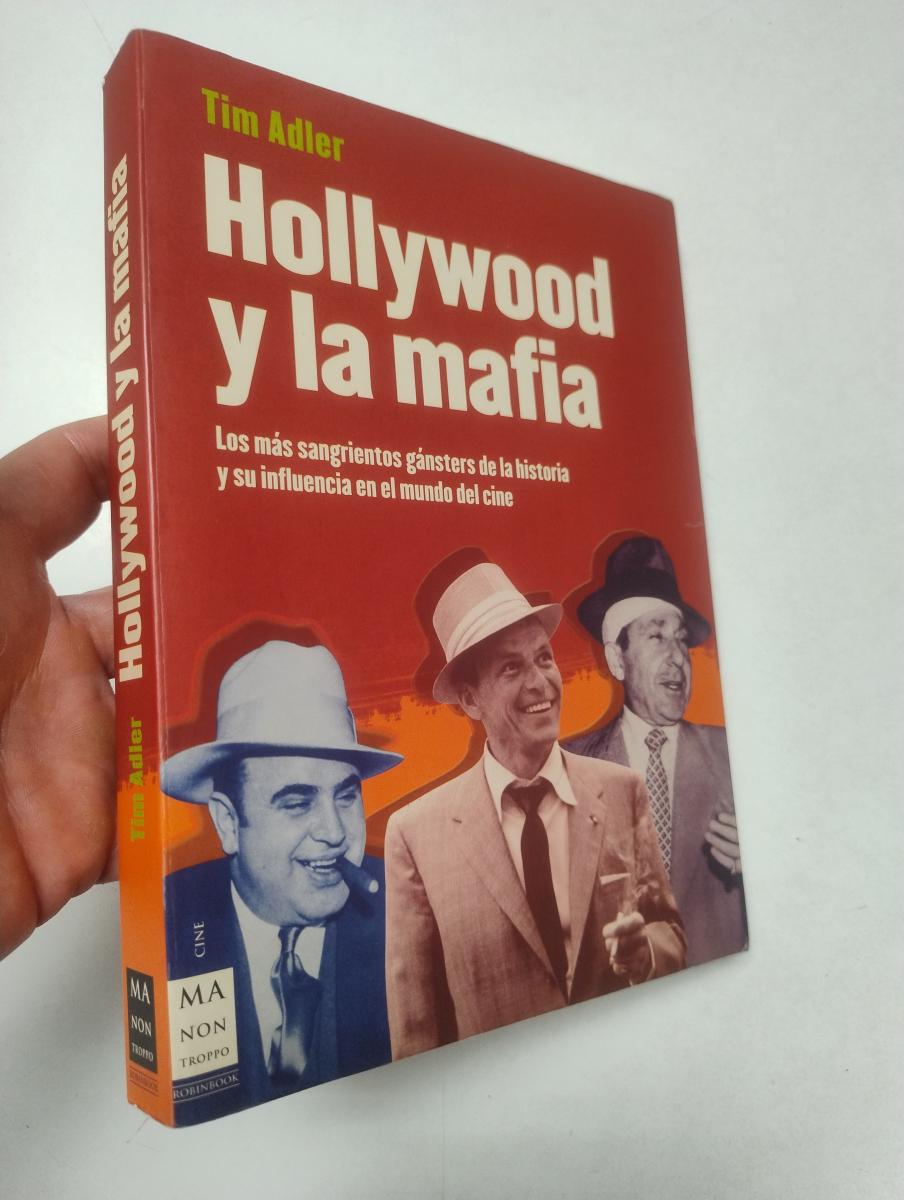 Tim Adler
Hollywood
y la mafia
Los más sangrientos gánsters de la historia
y su influencia en el mundo del cine
CINE
MA
NON
TROPPO
ROBINBOOK
Hollywood y la mafia
Tim Adler
MA
NON
TROPPO
ROBINBOOK